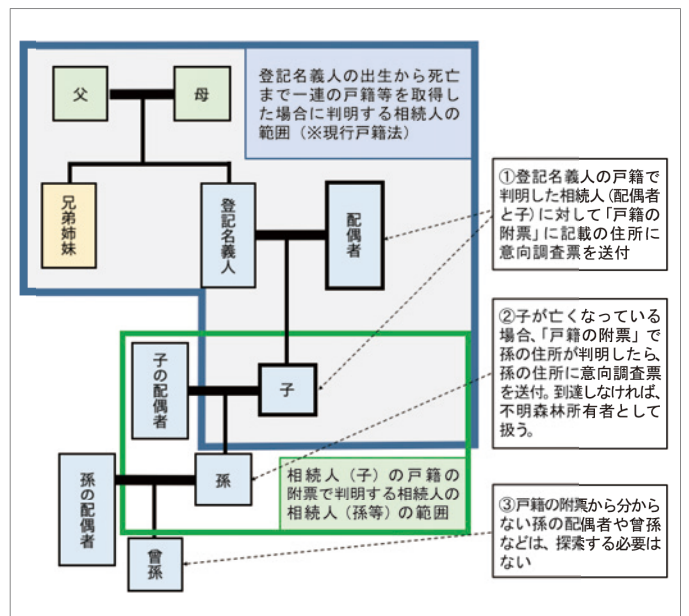 登記名義人の出生から死亡
まで一連の戸籍等を取得し
た場合に判明する相続人の
範囲（※現行戸籍法）
父
母
兄弟姉妹
登記名義人
配偶者
①登記名義人の戸籍で
判明した相続人（配偶者
と子）に対して「戸籍の
附票」に記載の住所に
意向調査票を送付
子の配偶者
子
②子が亡くなっている
場合、「戸籍の附票」で
孫の住所が判明したら、
孫の住所に意向調査票
を送付。到達しなければ、
不明森林所有者として
扱う。
孫の配偶者
孫
相続人（子）の戸籍の
附票で判明する相続人の
相続人（孫等）の範囲
曾孫
③戸籍の附票から分から
ない孫の配偶者や曾孫
などは、探索する必要は
ない